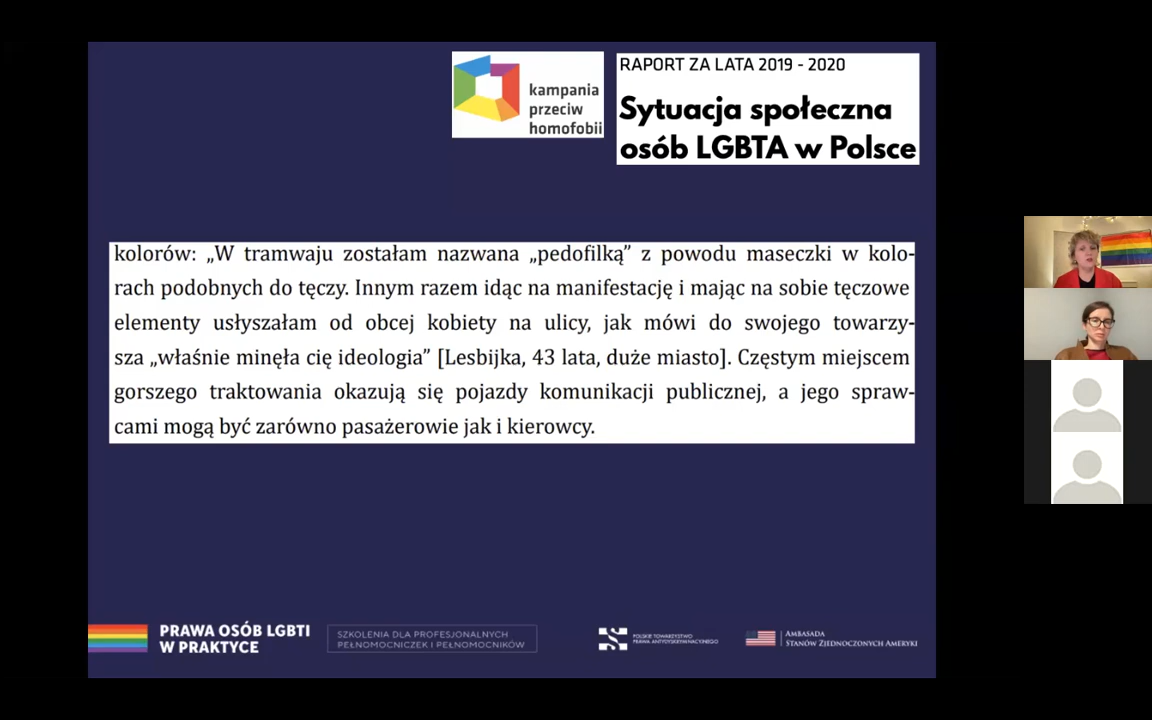 kampania
przeciw
homofobii
RAPORT ZA LATA 2019 - 2020
Sytuacja społeczna
osób LGBTA w Polsce
kolorów: „W tramwaju zostałam nazwana „pedofilką” z powodu maseczki w kolo-
rach podobnych do tęczy. Innym razem idąc na manifestację i mając na sobie tęczowe
elementy usłyszałam od obcej kobiety na ulicy, jak mówi do swojego towarzy-
sza „właśnie minęła cię ideologia” [Lesbijka, 43 lata, duże miasto]. Częstym miejscem
gorszego traktowania okazują się pojazdy komunikacji publicznej, a jego spraw-
cami mogą być zarówno pasażerowie jak i kierowcy.
PRAWA OSÓB LGBTI
W PRAKTYCE
SZKOLENIA DLA PROFESJONALNYCH
PEŁNOMOCNICZEK I PEŁNOMOCNIKÓW
POLSKIE TOWARZYSTWO
PRAWA ANTYDYSKRYMINACYJNEGO
AMBASADA
STANÓW ZJEDNOCZONYCH AMERYKI